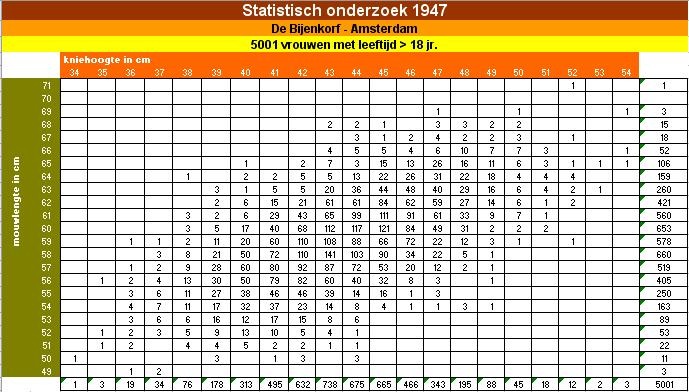 Statistisch onderzoek 1947
De Bijenkorf - Amsterdam
5001 vrouwen met leeftijd > 18 jr.
kniehoogte in cm
34 35 36 37 38 39 40 41 42 43 44 45 46 47 48 49 50 51 52 53 54
mouwlengte in cm
71 1 1
70
69 1 1 1 3
68 2 2 1 3 3 2 2 15
67 3 1 2 4 2 2 3 1 18
66 4 5 5 4 6 10 7 7 3 1 52
65 1 2 7 3 15 13 26 16 11 6 3 1 1 1 106
64 1 2 2 5 5 13 22 26 31 22 18 4 4 4 159
63 3 1 5 5 20 36 44 48 40 29 16 6 4 2 1 260
62 2 6 15 21 61 61 84 62 59 27 14 6 1 2 421
61 3 2 6 29 43 65 99 111 91 61 33 9 7 1 560
60 3 5 17 40 68 112 117 121 84 49 31 2 2 2 653
59 1 1 2 11 20 60 110 108 88 66 72 22 12 3 1 1 578
58 3 8 21 50 72 110 141 103 90 34 22 5 1 660
57 1 2 9 28 60 80 92 87 72 53 20 12 2 1 519
56 1 2 4 13 30 50 79 82 60 40 32 8 3 1 405
55 3 6 11 27 38 46 46 39 14 16 1 3 250
54 4 7 11 17 32 37 23 14 8 4 1 1 3 1 163
53 3 6 6 16 12 17 15 8 6 89
52 1 2 3 5 9 13 10 5 4 1 53
51 1 2 4 4 5 2 2 1 1 22
50 1 3 1 3 3 11
49 1 2 3
1 3 19 34 76 178 313 495 632 738 675 665 466 343 195 88 45 18 12 2 3 5001